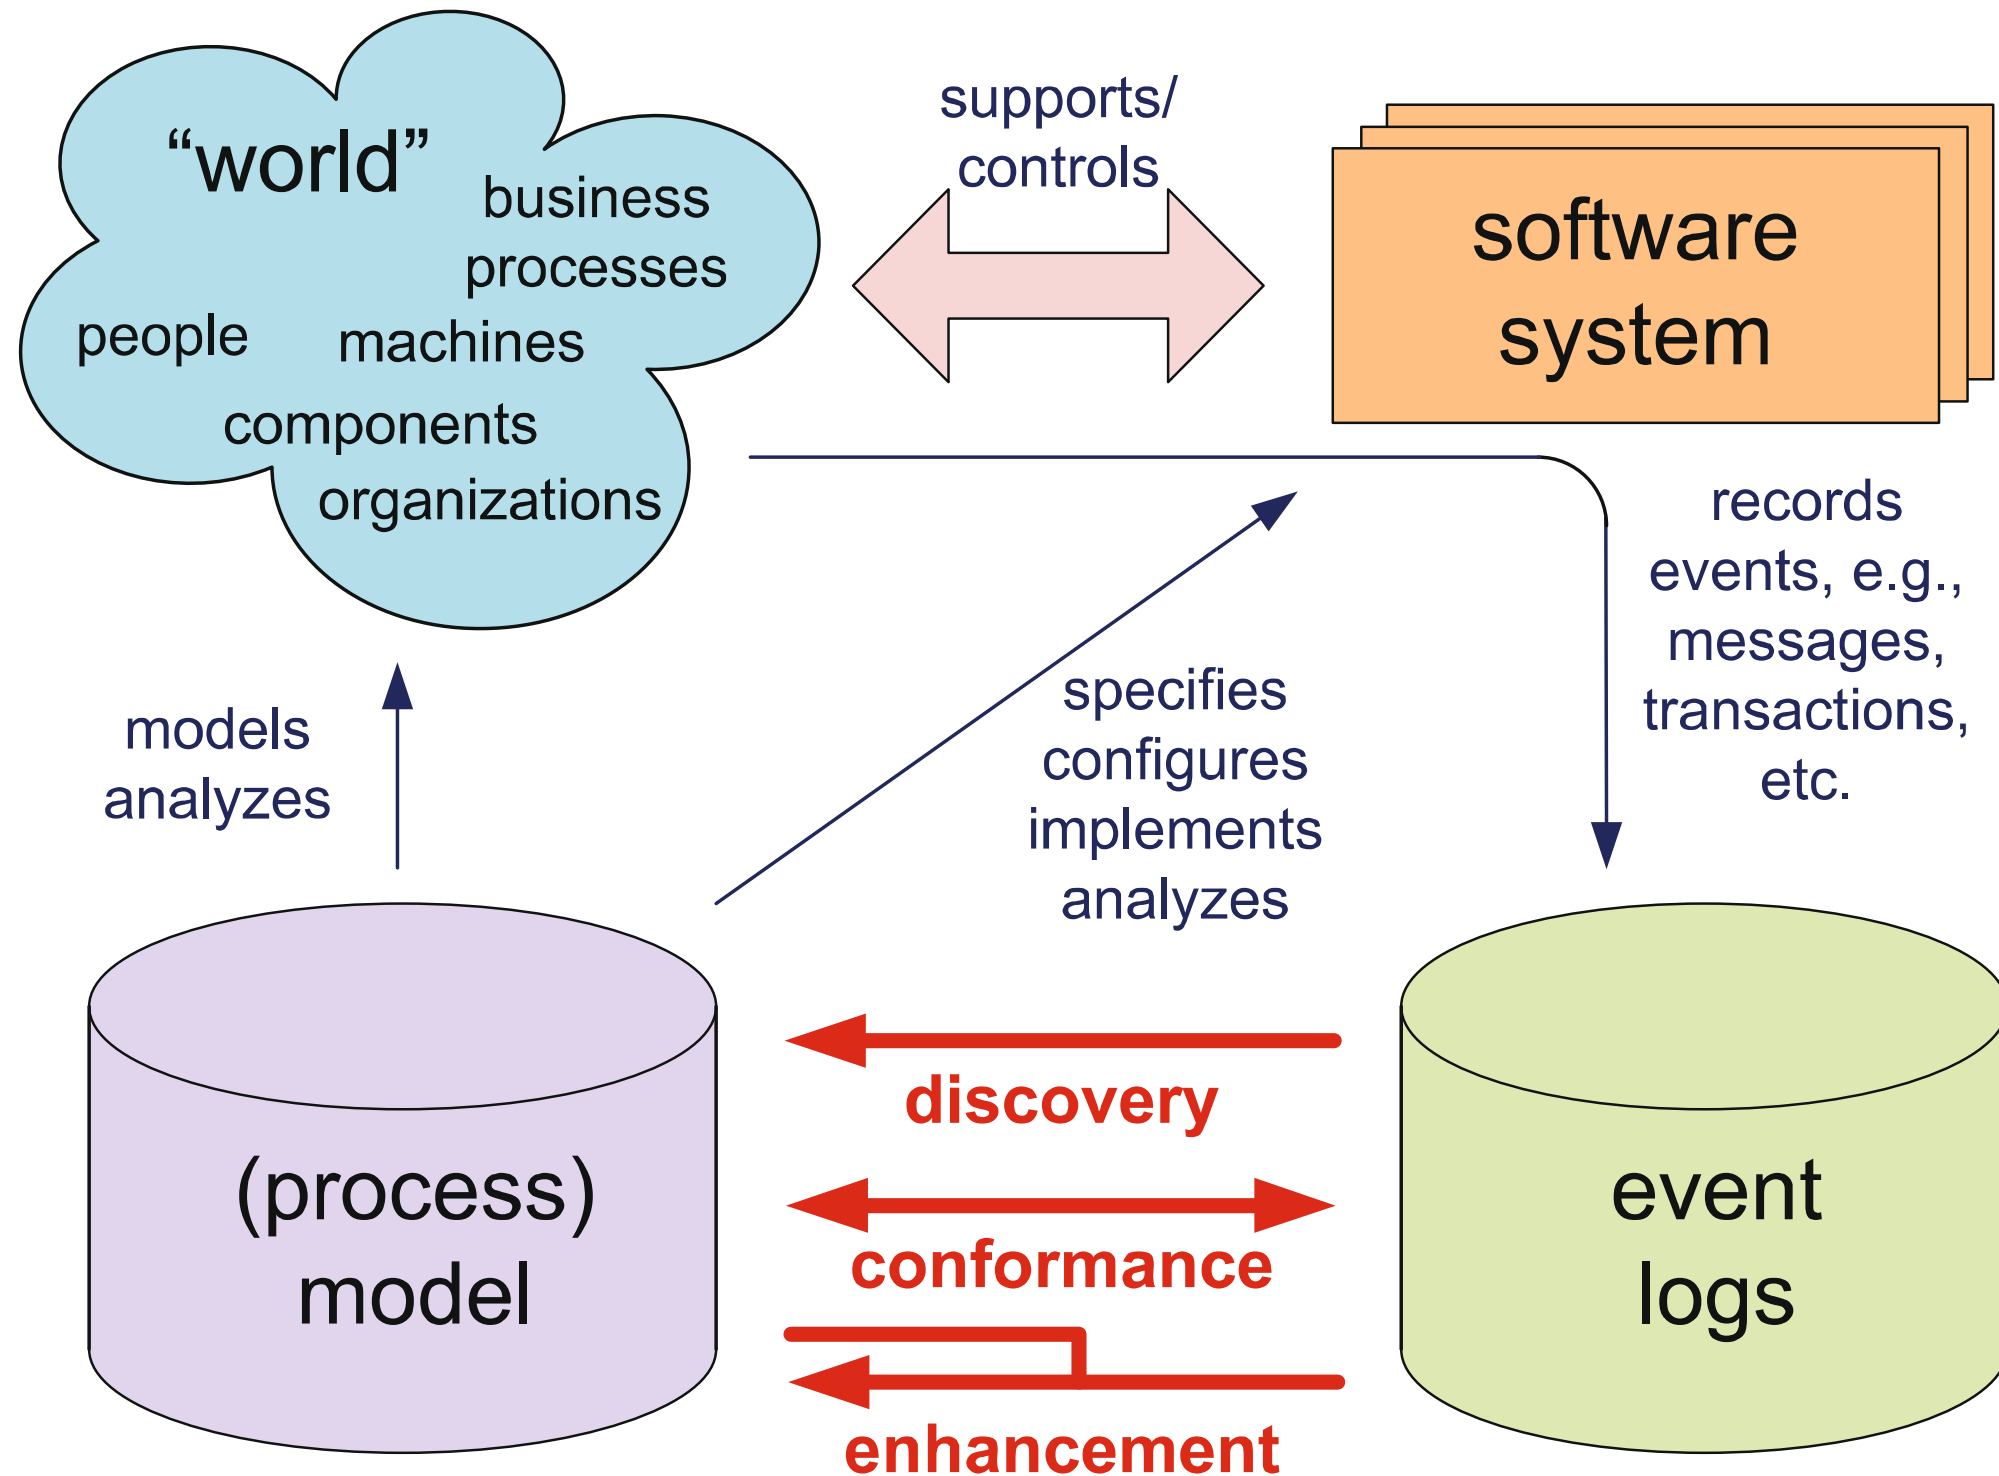 “world”
business
processes
people
machines
components
organizations
supports/
controls
software
system
records
events, e.g.,
messages,
transactions,
etc.
models
analyzes
specifies
configures
implements
analyzes
(process)
model
discovery
conformance
enhancement
event
logs